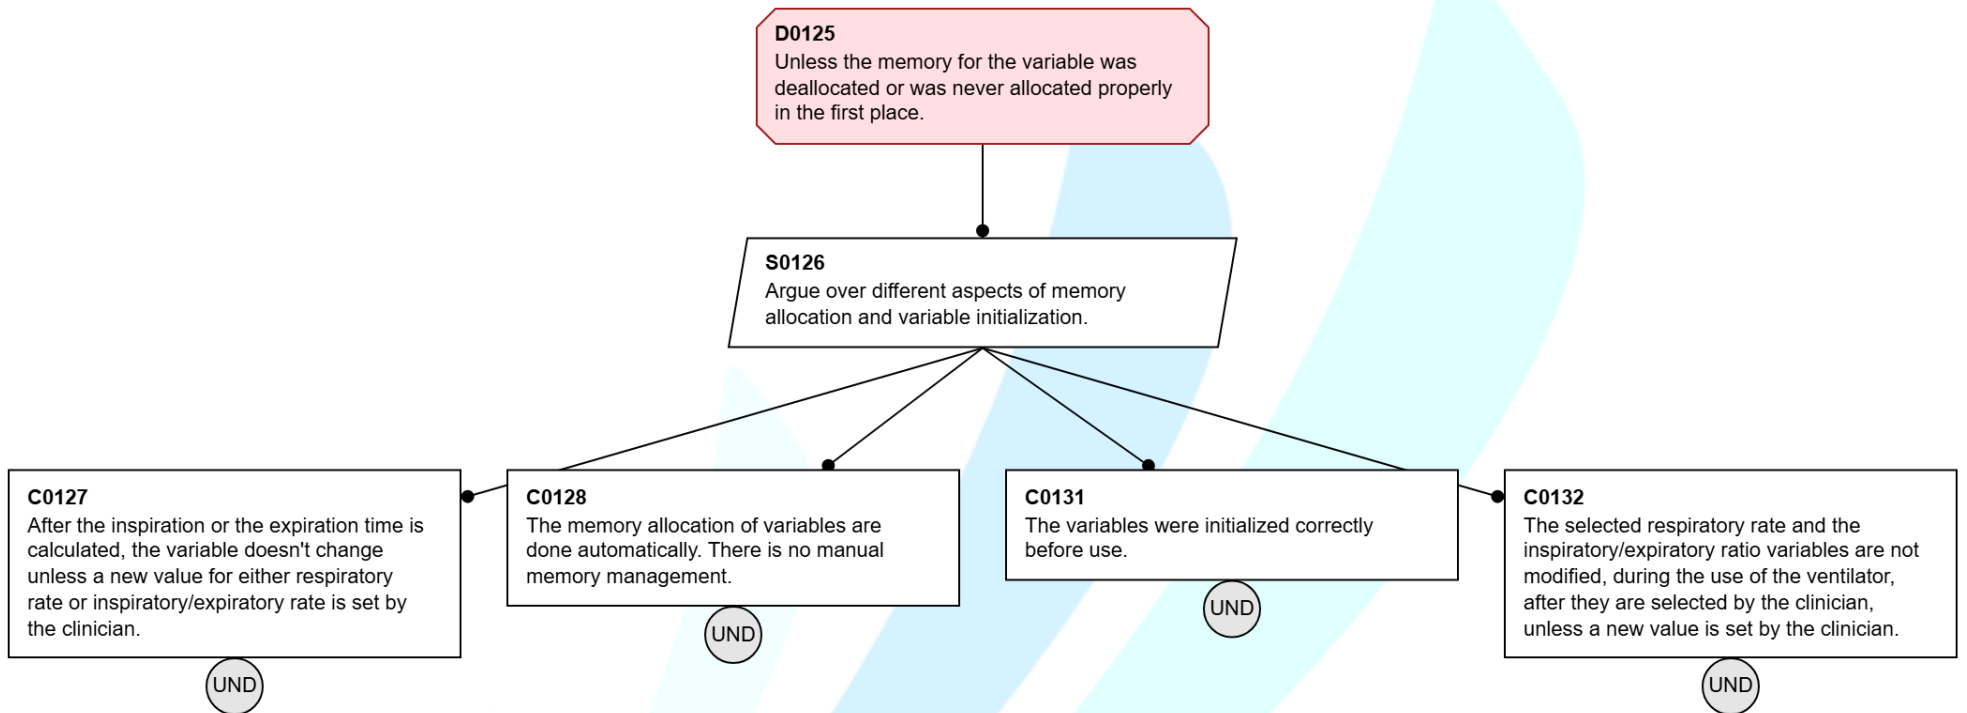 D0125
Unless the memory for the variable was
deallocated or was never allocated properly
in the first place.
S0126
Argue over different aspects of memory
allocation and variable initialization.
C0127
After the inspiration or the expiration time is
calculated, the variable doesn't change
unless a new value for either respiratory
rate or inspiratory/expiratory rate is set by
the clinician.
UND
C0128
The memory allocation of variables are
done automatically. There is no manual
memory management.
UND
C0131
The variables were initialized correctly
before use.
UND
C0132
The selected respiratory rate and the
inspiratory/expiratory ratio variables are not
modified, during the use of the ventilator,
after they are selected by the clinician,
unless a new value is set by the clinician.
UND